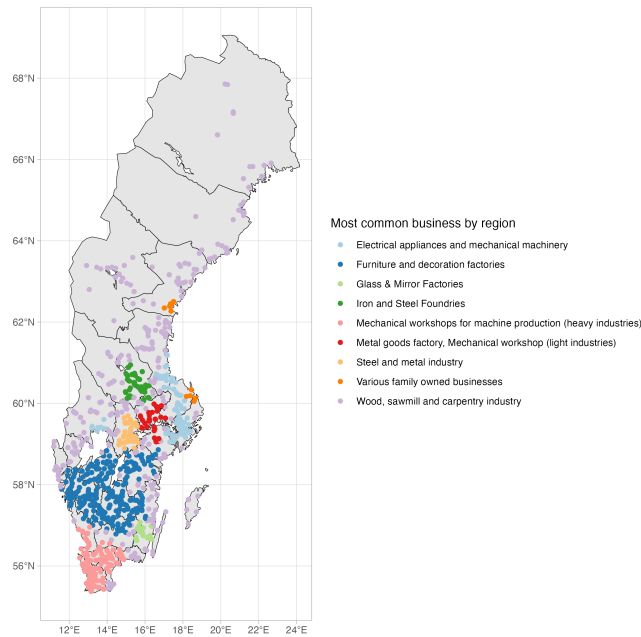 68°N
66°N
64°N
62°N
60°N
58°N
56°N
12°E 14°E 16°E 18°E 20°E 22°E 24°E
Most common business by region
Electrical appliances and mechanical machinery
Furniture and decoration factories
Glass & Mirror Factories
Iron and Steel Foundries
Mechanical workshops for machine production (heavy industries)
Metal goods factory, Mechanical workshop (light industries)
Steel and metal industry
Various family owned businesses
Wood, sawmill and carpentry industry